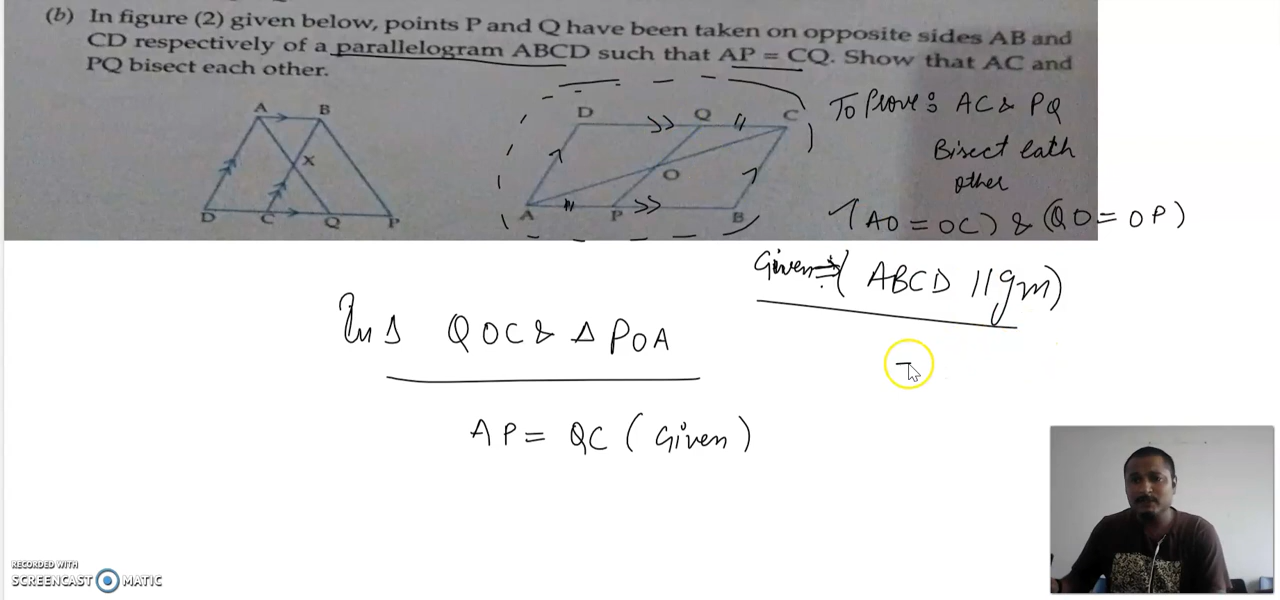 (b) In figure (2) given below, points P and Q have been taken on opposite sides AB and
CD respectively of a parallelogram ABCD such that AP = CQ. Show that AC and
PQ bisect each other.
A B
X
D C Q P
D Q C
O
A P B
To Prove : AC & PQ
Bisect Each
other
(AO = OC) & (QO = OP)
Given ⇒ ( ABCD ||gm)
In Δ QOC & Δ POA
AP = QC ( Given )
RECORDED WITH
SCREENCAST MATIC